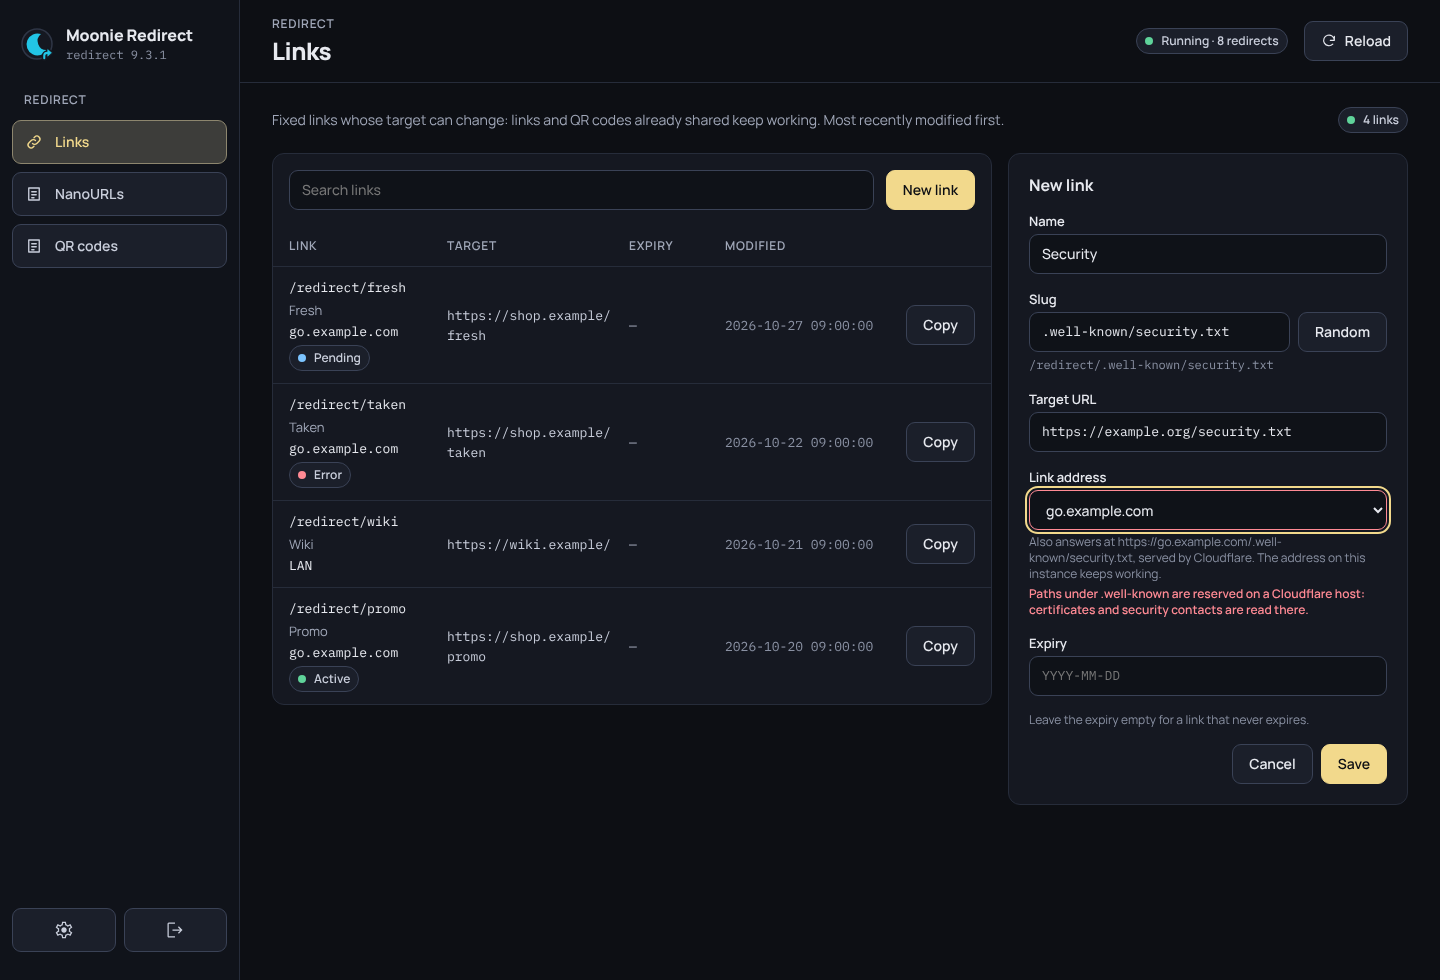 Moonie Redirect
redirect 9.3.1
REDIRECT
Links
NanoURLs
QR codes
REDIRECT
Links
Running · 8 redirects
Reload
Fixed links whose target can change: links and QR codes already shared keep working. Most recently modified first.
4 links
Search links
New link
LINK TARGET EXPIRY MODIFIED
/redirect/fresh
Fresh
go.example.com
Pending
https://shop.example/
fresh
—
2026-10-27 09:00:00
Copy
/redirect/taken
Taken
go.example.com
Error
https://shop.example/
taken
—
2026-10-22 09:00:00
Copy
/redirect/wiki
Wiki
LAN
https://wiki.example/
—
2026-10-21 09:00:00
Copy
/redirect/promo
Promo
go.example.com
Active
https://shop.example/
promo
—
2026-10-20 09:00:00
Copy
New link
Name
Security
Slug
.well-known/security.txt
Random
/redirect/.well-known/security.txt
Target URL
https://example.org/security.txt
Link address
go.example.com
Also answers at https://go.example.com/.well-
known/security.txt, served by Cloudflare. The address on this
instance keeps working.
Paths under .well-known are reserved on a Cloudflare host:
certificates and security contacts are read there.
Expiry
YYYY-MM-DD
Leave the expiry empty for a link that never expires.
Cancel
Save